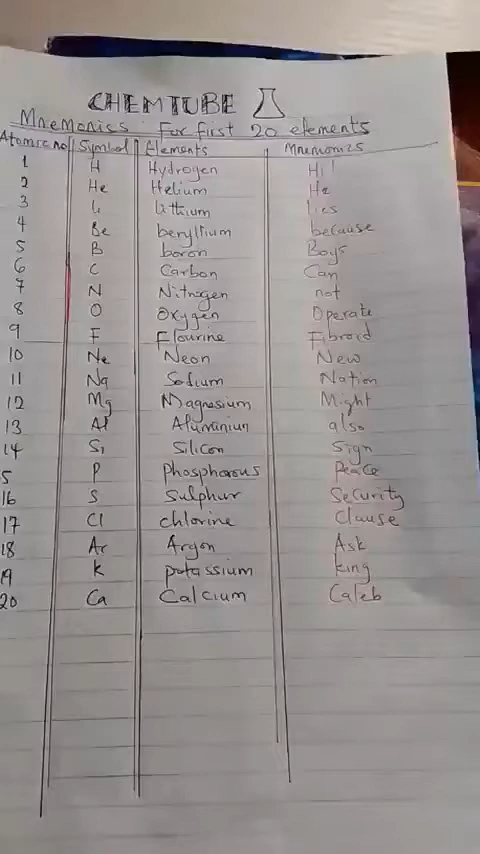 CHEMTUBE
Mnemonics: For first 20 elements
Atomic no Symbol Elements Mnemonics
1 H Hydrogen Hi!
2 He Helium He
3 Li Lithium lies
4 Be beryllium because
5 B boron Boys
6 C Carbon Can
7 N Nitrogen not
8 O Oxygen Operate
9 F Flourine Fibroid
10 Ne Neon New
11 Na Sodium Nation
12 Mg Magnesium Might
13 Al Aluminium also
14 Si Silicon Sign
5 P Phosphorous Peace
16 S Sulphur Security
17 Cl chlorine Clause
18 Ar Argon Ask
19 K potassium king
20 Ca Calcium Caleb